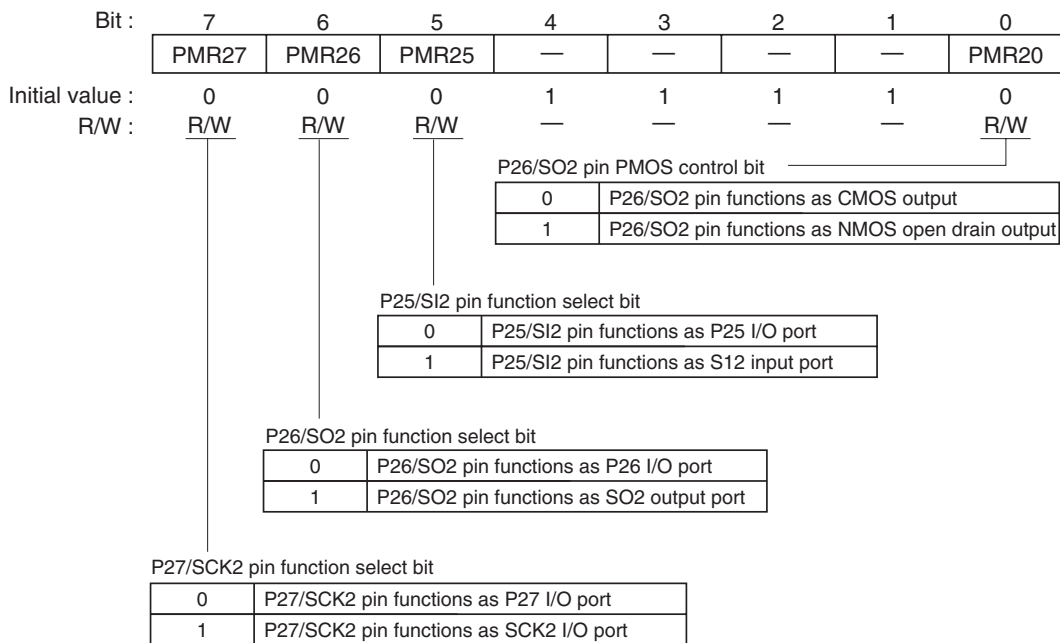 Bit : 7 6 5 4 3 2 1 0
PMR27 PMR26 PMR25 — — — — PMR20
Initial value : 0 0 0 1 1 1 1 0
R/W : R/W R/W R/W — — — — R/W
P26/SO2 pin PMOS control bit
0 P26/SO2 pin functions as CMOS output
1 P26/SO2 pin functions as NMOS open drain output
P25/SI2 pin function select bit
0 P25/SI2 pin functions as P25 I/O port
1 P25/SI2 pin functions as S12 input port
P26/SO2 pin function select bit
0 P26/SO2 pin functions as P26 I/O port
1 P26/SO2 pin functions as SO2 output port
P27/SCK2 pin function select bit
0 P27/SCK2 pin functions as P27 I/O port
1 P27/SCK2 pin functions as SCK2 I/O port